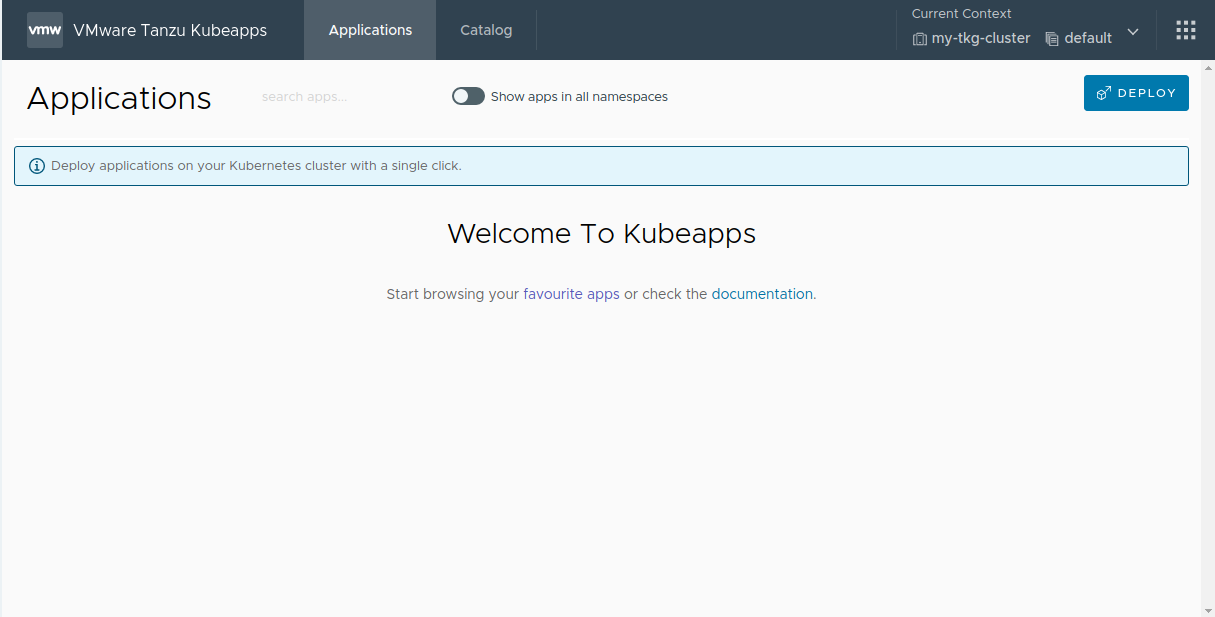 vmw VMware Tanzu Kubeapps Applications Catalog Current Context
my-tkg-cluster default
Applications search apps... Show apps in all namespaces DEPLOY
Deploy applications on your Kubernetes cluster with a single click.
Welcome To Kubeapps
Start browsing your favourite apps or check the documentation.